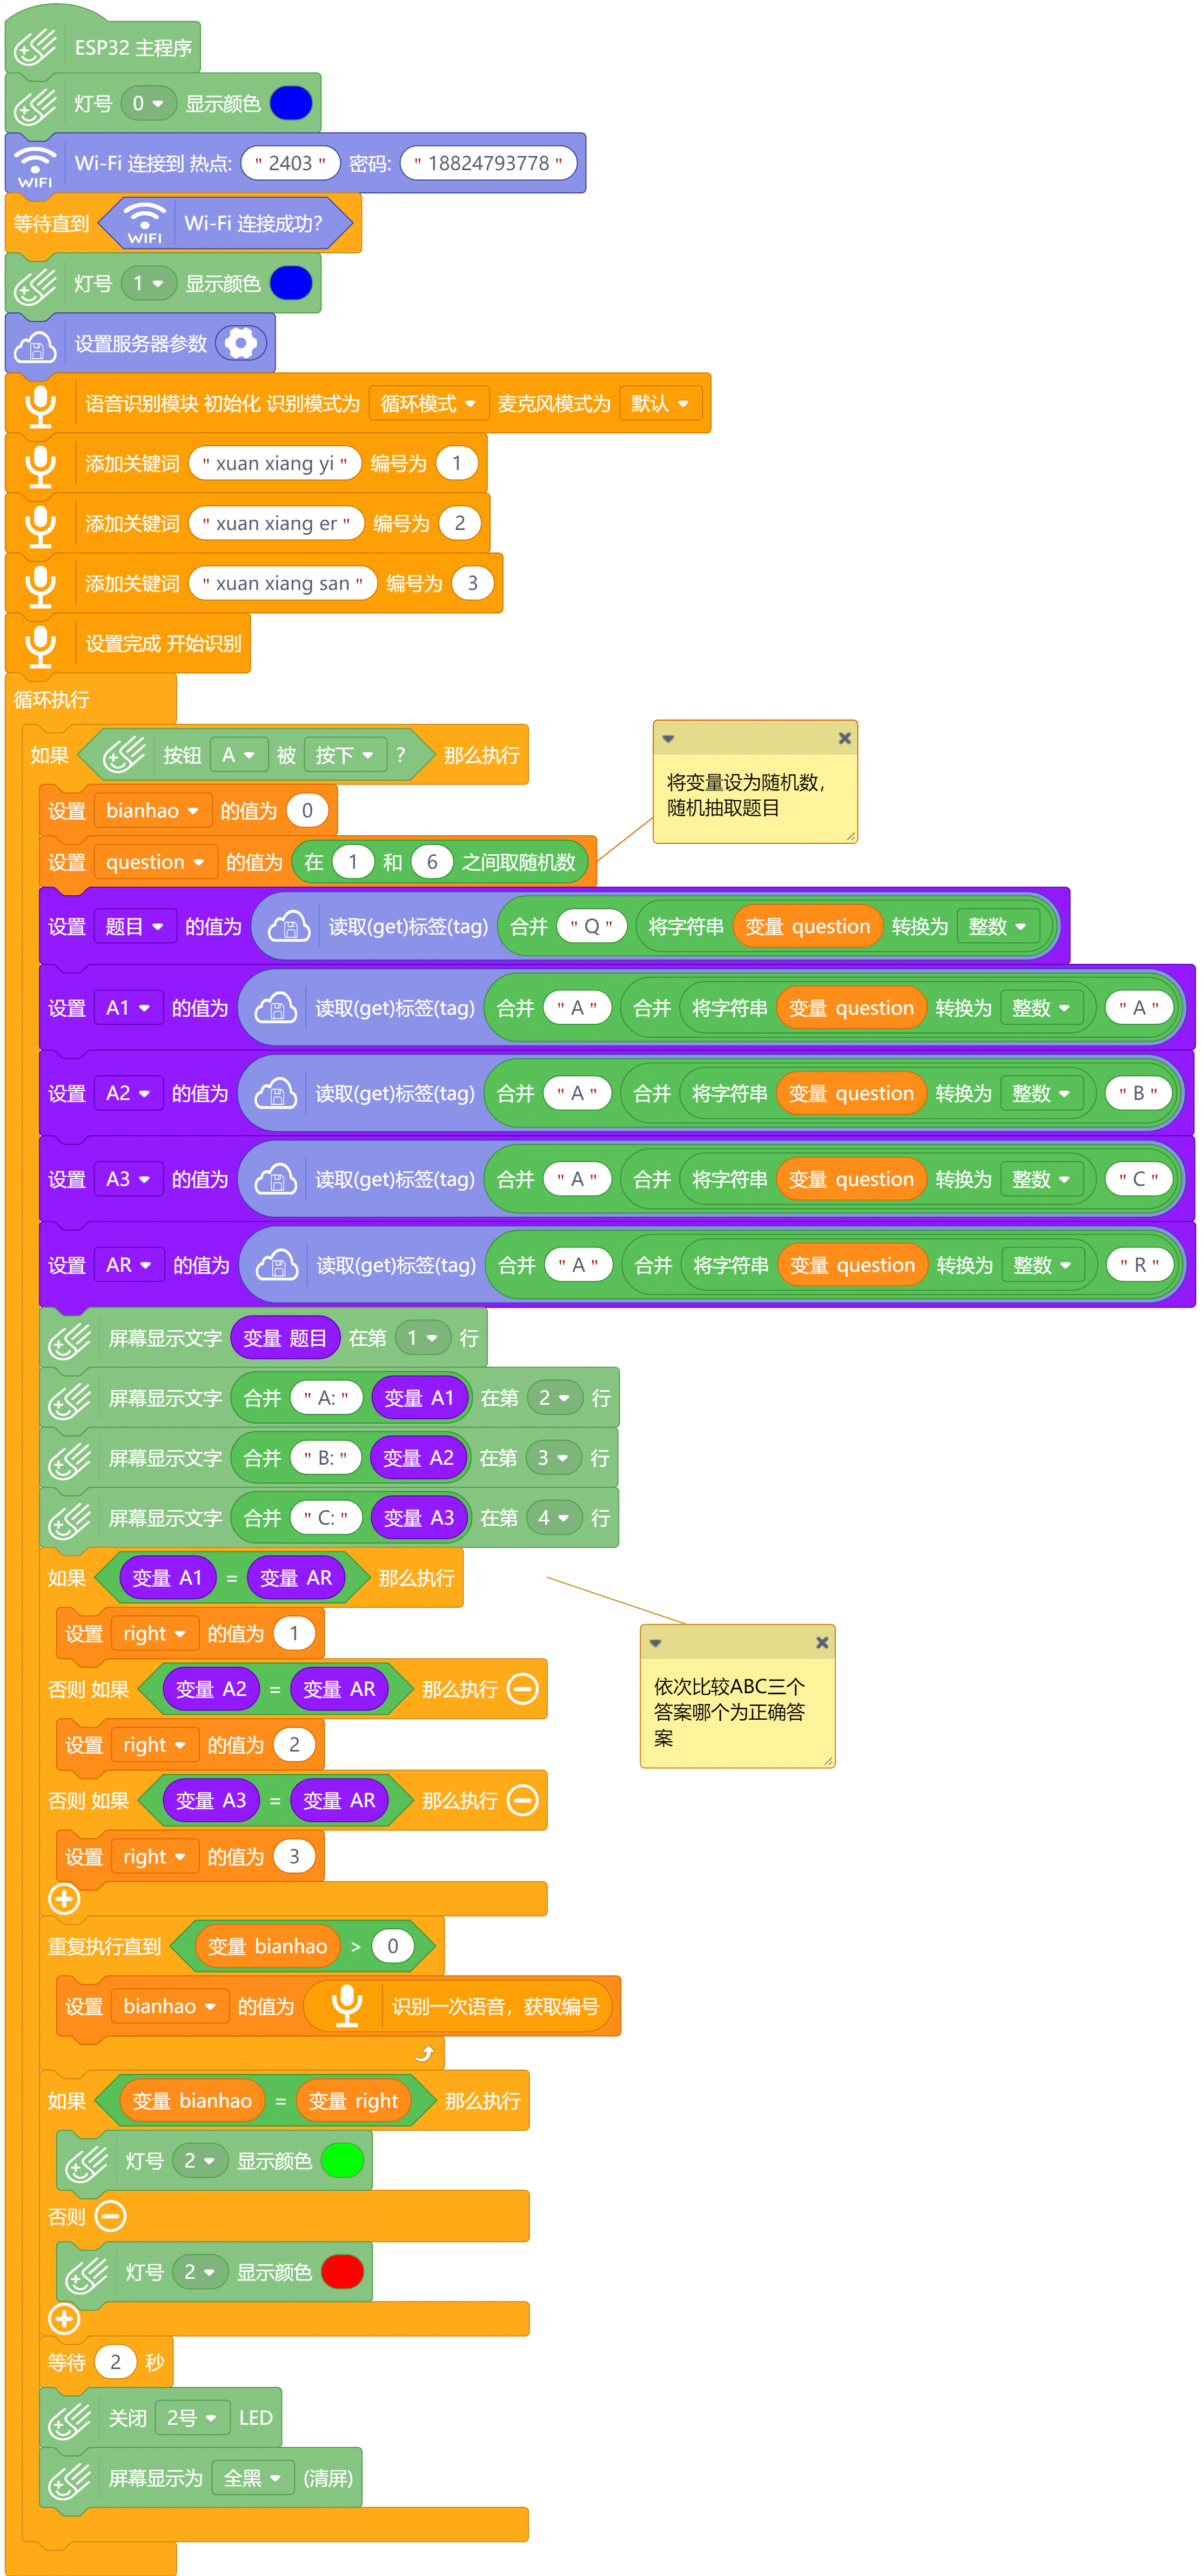 ESP32 主程序
灯号 0 显示颜色
WIFI Wi-Fi 连接到 热点: " 2403 " 密码: " 18824793778 "
等待直到 WIFI Wi-Fi 连接成功?
灯号 1 显示颜色
设置服务器参数
语音识别模块 初始化 识别模式为 循环模式 麦克风模式为 默认
添加关键词 " xuan xiang yi " 编号为 1
添加关键词 " xuan xiang er " 编号为 2
添加关键词 " xuan xiang san " 编号为 3
设置完成 开始识别
循环执行
如果 按钮 A 被 按下 ? 那么执行
将变量设为随机数，
随机抽取题目
设置 bianhao 的值为 0
设置 question 的值为 在 1 和 6 之间取随机数
设置 题目 的值为 读取(get)标签(tag) 合并 " Q " 将字符串 变量 question 转换为 整数
设置 A1 的值为 读取(get)标签(tag) 合并 " A " 合并 将字符串 变量 question 转换为 整数 " A "
设置 A2 的值为 读取(get)标签(tag) 合并 " A " 合并 将字符串 变量 question 转换为 整数 " B "
设置 A3 的值为 读取(get)标签(tag) 合并 " A " 合并 将字符串 变量 question 转换为 整数 " C "
设置 AR 的值为 读取(get)标签(tag) 合并 " A " 合并 将字符串 变量 question 转换为 整数 " R "
屏幕显示文字 变量 题目 在第 1 行
屏幕显示文字 合并 " A: " 变量 A1 在第 2 行
屏幕显示文字 合并 " B: " 变量 A2 在第 3 行
屏幕显示文字 合并 " C: " 变量 A3 在第 4 行
如果 变量 A1 = 变量 AR 那么执行
设置 right 的值为 1
否则 如果 变量 A2 = 变量 AR 那么执行
依次比较ABC三个
答案哪个为正确答
案
设置 right 的值为 2
否则 如果 变量 A3 = 变量 AR 那么执行
设置 right 的值为 3
重复执行直到 变量 bianhao > 0
设置 bianhao 的值为 识别一次语音，获取编号
如果 变量 bianhao = 变量 right 那么执行
灯号 2 显示颜色
否则
灯号 2 显示颜色
等待 2 秒
关闭 2号 LED
屏幕显示为 全黑 (清屏)